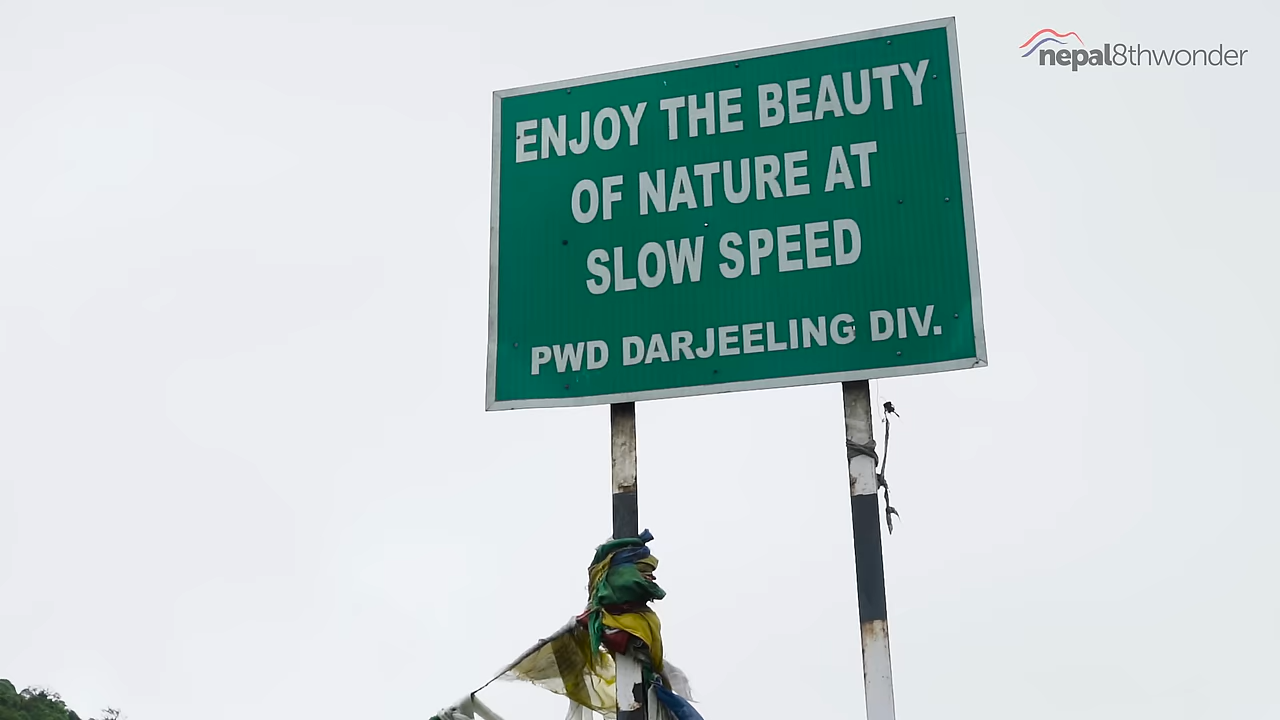 nepal8thwonder
ENJOY THE BEAUTY
OF NATURE AT
SLOW SPEED
PWD DARJEELING DIV.